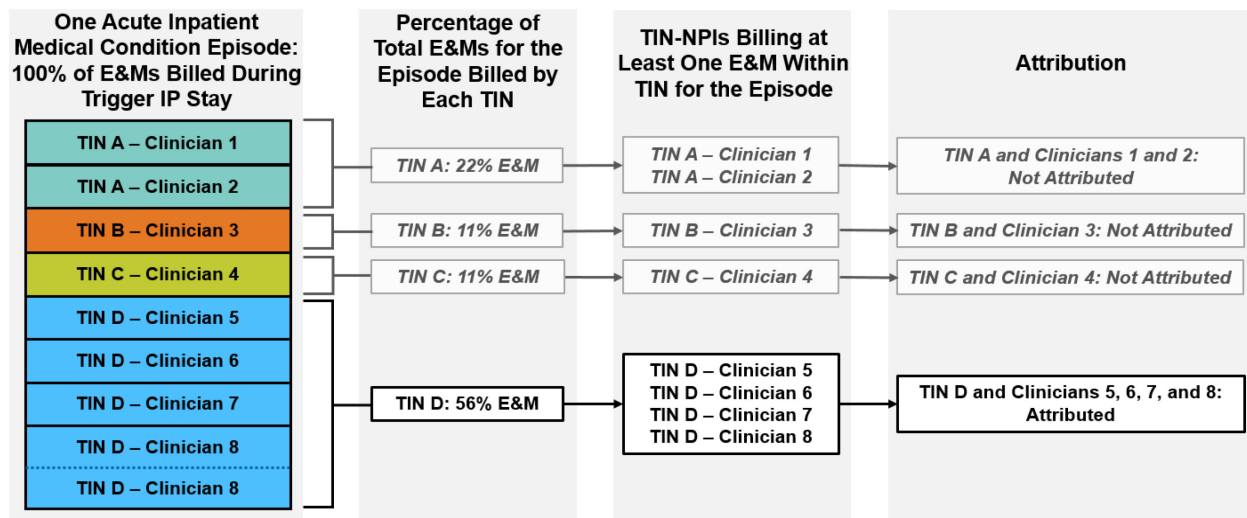 One Acute Inpatient
Medical Condition Episode:
100% of E&Ms Billed During
Trigger IP Stay
TIN A – Clinician 1
TIN A – Clinician 2
TIN B – Clinician 3
TIN C – Clinician 4
TIN D – Clinician 5
TIN D – Clinician 6
TIN D – Clinician 7
TIN D – Clinician 8
TIN D – Clinician 8
Percentage of
Total E&Ms for the
Episode Billed by
Each TIN
TIN A: 22% E&M
TIN B: 11% E&M
TIN C: 11% E&M
TIN D: 56% E&M
TIN-NPIs Billing at
Least One E&M Within
TIN for the Episode
TIN A – Clinician 1
TIN A – Clinician 2
TIN B – Clinician 3
TIN C – Clinician 4
TIN D – Clinician 5
TIN D – Clinician 6
TIN D – Clinician 7
TIN D – Clinician 8
Attribution
TIN A and Clinicians 1 and 2:
Not Attributed
TIN B and Clinician 3: Not Attributed
TIN C and Clinician 4: Not Attributed
TIN D and Clinicians 5, 6, 7, and 8:
Attributed